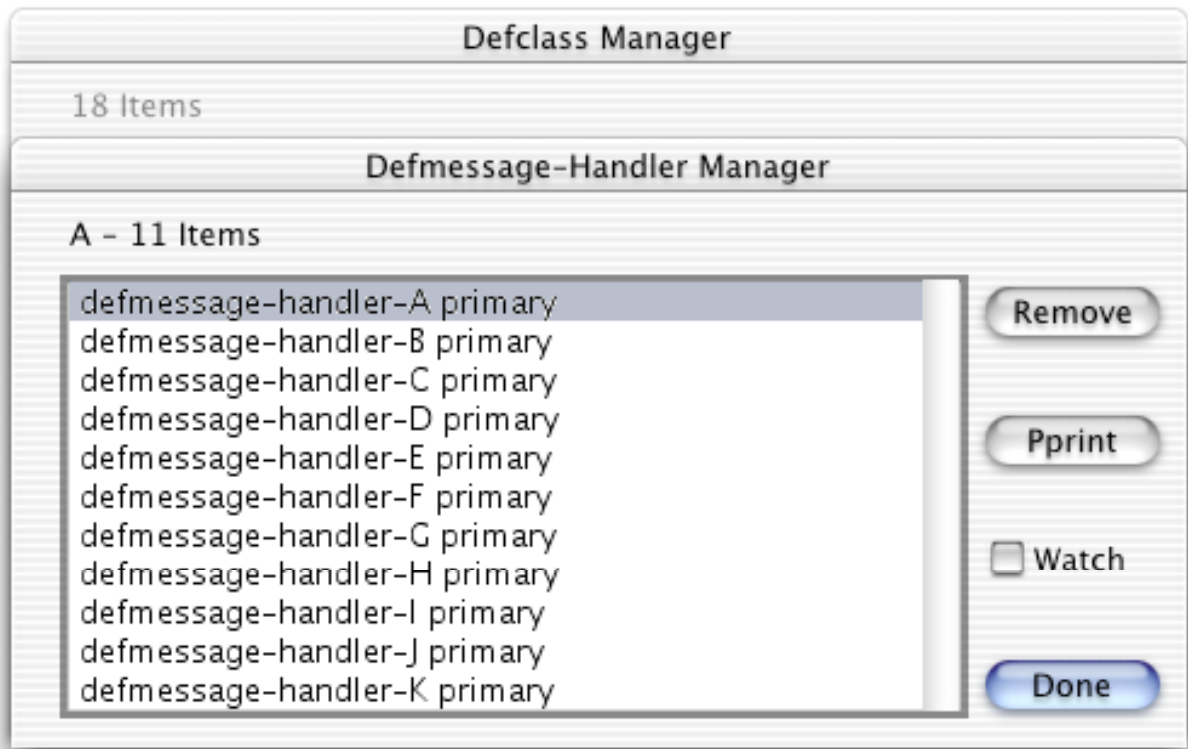 Defclass Manager
18 Items
Defmessage-Handler Manager
A - 11 Items
defmessage-handler-A primary
defmessage-handler-B primary
defmessage-handler-C primary
defmessage-handler-D primary
defmessage-handler-E primary
defmessage-handler-F primary
defmessage-handler-G primary
defmessage-handler-H primary
defmessage-handler-I primary
defmessage-handler-J primary
defmessage-handler-K primary
Remove
Pprint
Watch
Done